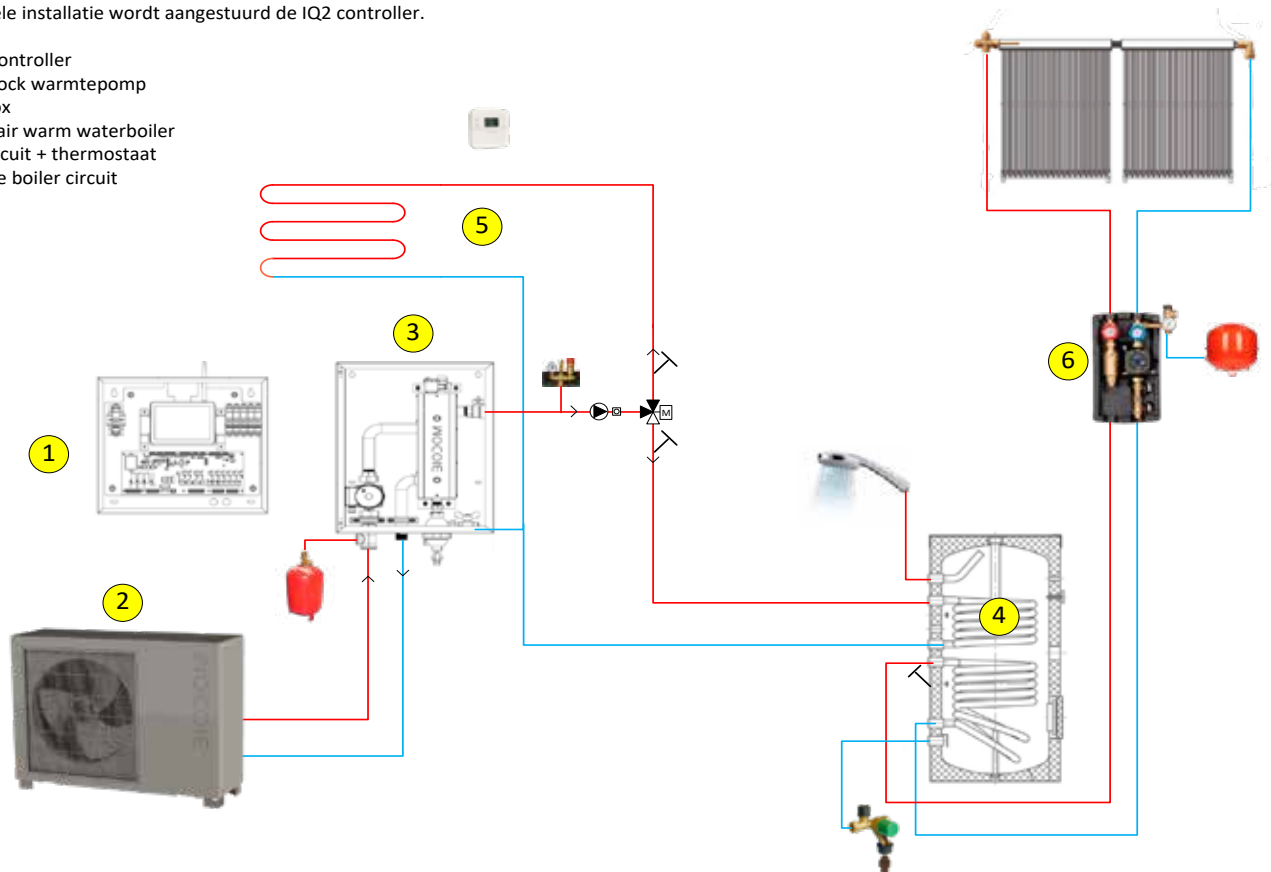 ele installatie wordt aangestuurd de IQ2 controller.
ontroller
ock warmtepomp
ox
air warm waterboiler
cuit + thermostaat
e boiler circuit
5
3
6
M
1
4
2